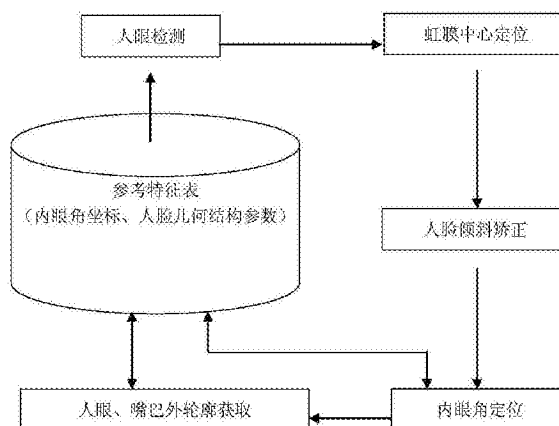 人眼检测
虹膜中心定位
参考特征表
（内眼角坐标、人脸几何结构参数）
人脸倾斜矫正
人眼、嘴巴外轮廓获取
内眼角定位